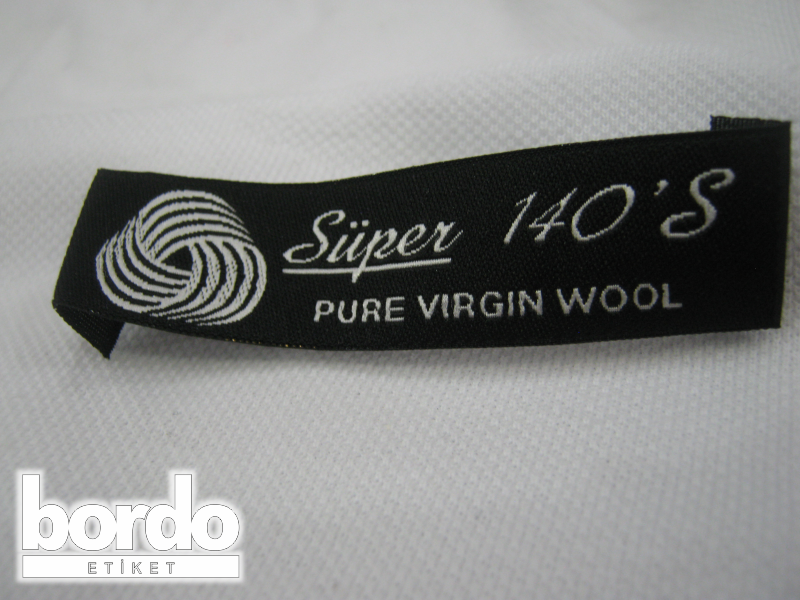 Süper 140'S
PURE VIRGIN WOOL
bordo
ETİKET